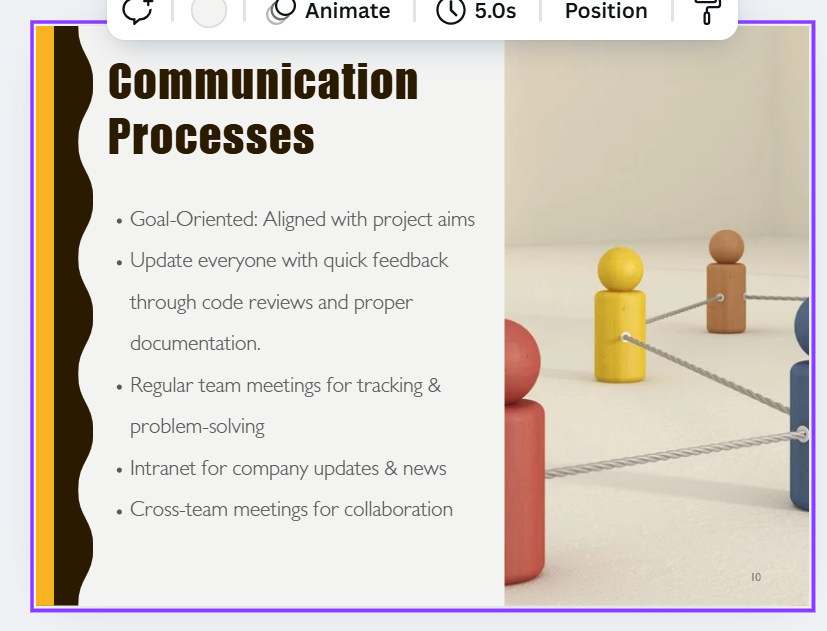 Animate 5.0s Position
Communication
Processes
• Goal-Oriented: Aligned with project aims
• Update everyone with quick feedback
through code reviews and proper
documentation.
• Regular team meetings for tracking &
problem-solving
• Intranet for company updates & news
• Cross-team meetings for collaboration
10